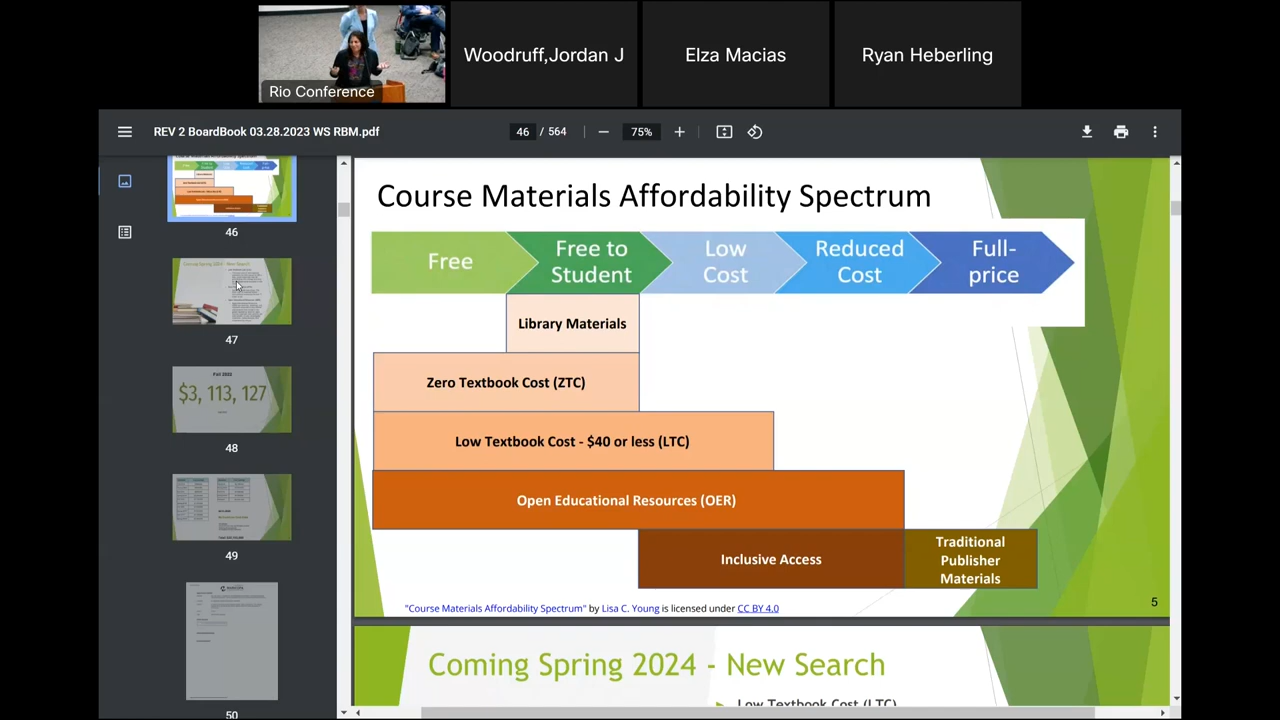 Rio Conference
Woodruff,Jordan J
Elza Macias
Ryan Heberling
REV 2 BoardBook 03.28.2023 WS RBM.pdf
46 / 564
75%
46
47
$3, 113, 127
48
49
50
Course Materials Affordability Spectrum
Free
Free to
Student
Low
Cost
Reduced
Cost
Full-
price
Library Materials
Zero Textbook Cost (ZTC)
Low Textbook Cost - $40 or less (LTC)
Open Educational Resources (OER)
Inclusive Access
Traditional
Publisher
Materials
"Course Materials Affordability Spectrum" by Lisa C. Young is licensed under CC BY 4.0
5
Coming Spring 2024 - New Search
Low Textbook Cost (LTC)